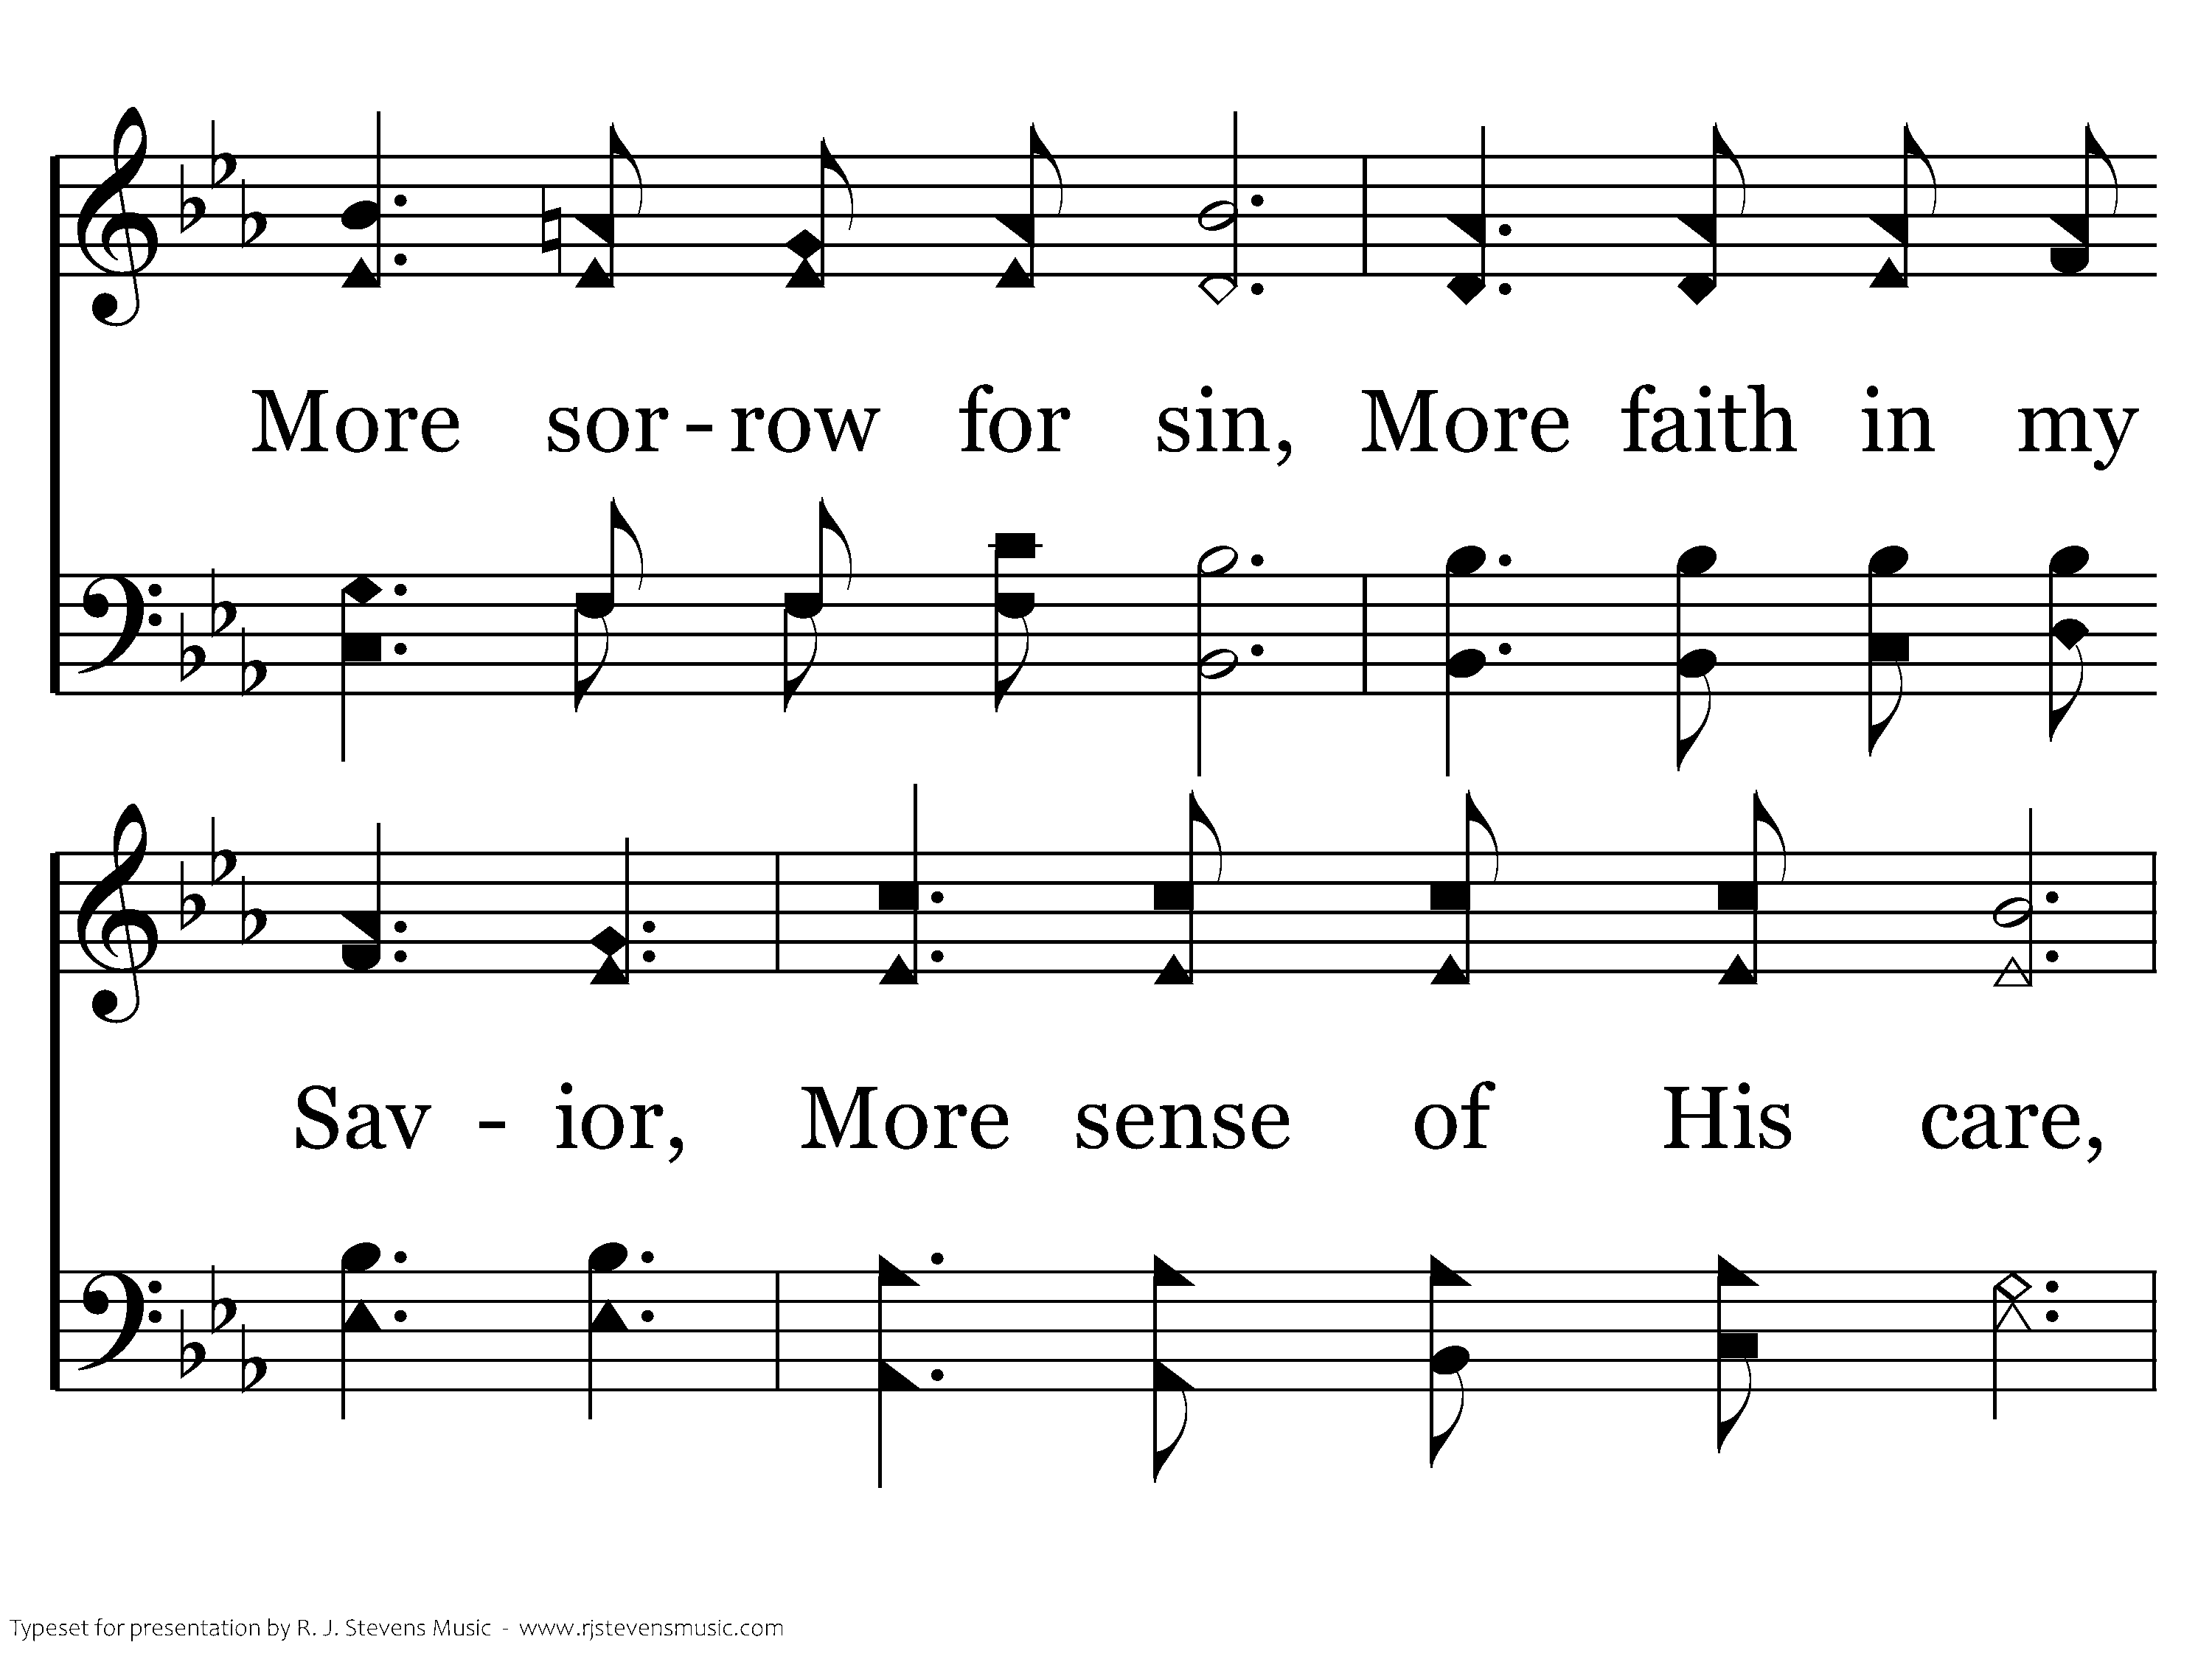 More sor - row for sin, More faith in my
Sav - ior, More sense of His care,
Typeset for presentation by R. J. Stevens Music - www.rjstevensmusic.com